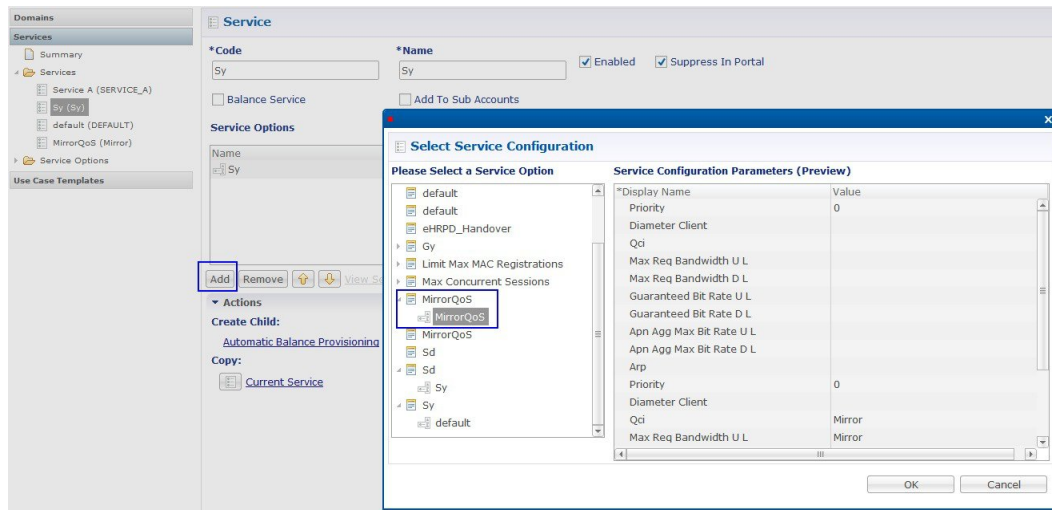 Domains
Services
Summary
Services
Service A (SERVICE_A)
Sy (Sy)
default (DEFAULT)
MirrorQoS (Mirror)
Service Options
Use Case Templates
Service
*Code
*Name
Sy
Sy
Enabled
Suppress In Portal
Balance Service
Add To Sub Accounts
Service Options
Name
Sy
Add
Remove
View Se
Actions
Create Child:
Automatic Balance Provisioning
Copy:
Current Service
x
Select Service Configuration
Please Select a Service Option
default
default
eHRPD_Handover
Gy
Limit Max MAC Registrations
Max Concurrent Sessions
MirrorQoS
MirrorQoS
MirrorQoS
Sd
Sd
Sy
Sy
default
Service Configuration Parameters (Preview)
*Display Name Value
Priority 0
Diameter Client
Qci
Max Req Bandwidth U L
Max Req Bandwidth D L
Guaranteed Bit Rate U L
Guaranteed Bit Rate D L
Apn Agg Max Bit Rate U L
Apn Agg Max Bit Rate D L
Arp
Priority 0
Diameter Client
Qci Mirror
Max Req Bandwidth U L Mirror
OK
Cancel